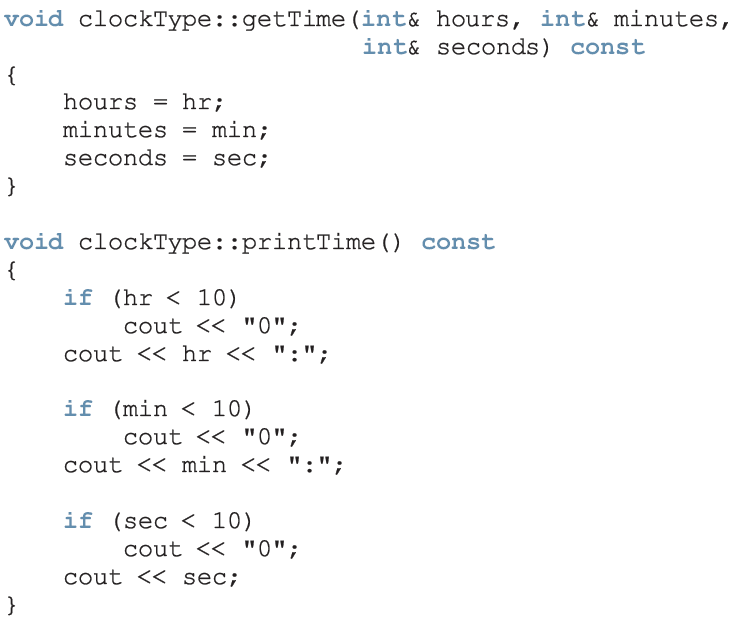 void clockType::getTime(int& hours, int& minutes,
                        int& seconds) const
{
    hours = hr;
    minutes = min;
    seconds = sec;
}

void clockType::printTime() const
{
    if (hr < 10)
        cout << "0";
    cout << hr << ":";

    if (min < 10)
        cout << "0";
    cout << min << ":";

    if (sec < 10)
        cout << "0";
    cout << sec;
}